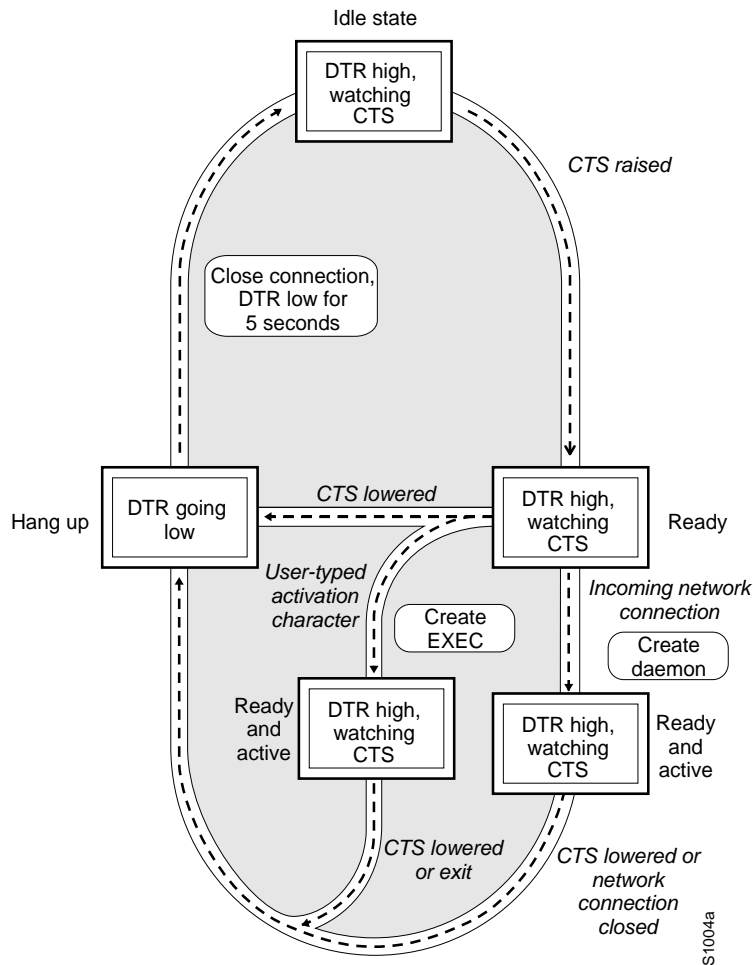 Idle state
DTR high,
watching
CTS
CTS raised
Close connection,
DTR low for
5 seconds
Hang up
DTR going
low
CTS lowered
DTR high,
watching
CTS
Ready
User-typed
activation
character
Create
EXEC
Incoming network
connection
Create
daemon
Ready
and
active
DTR high,
watching
CTS
DTR high,
watching
CTS
Ready
and
active
CTS lowered
or exit
CTS lowered or
network
connection
closed
S1004a